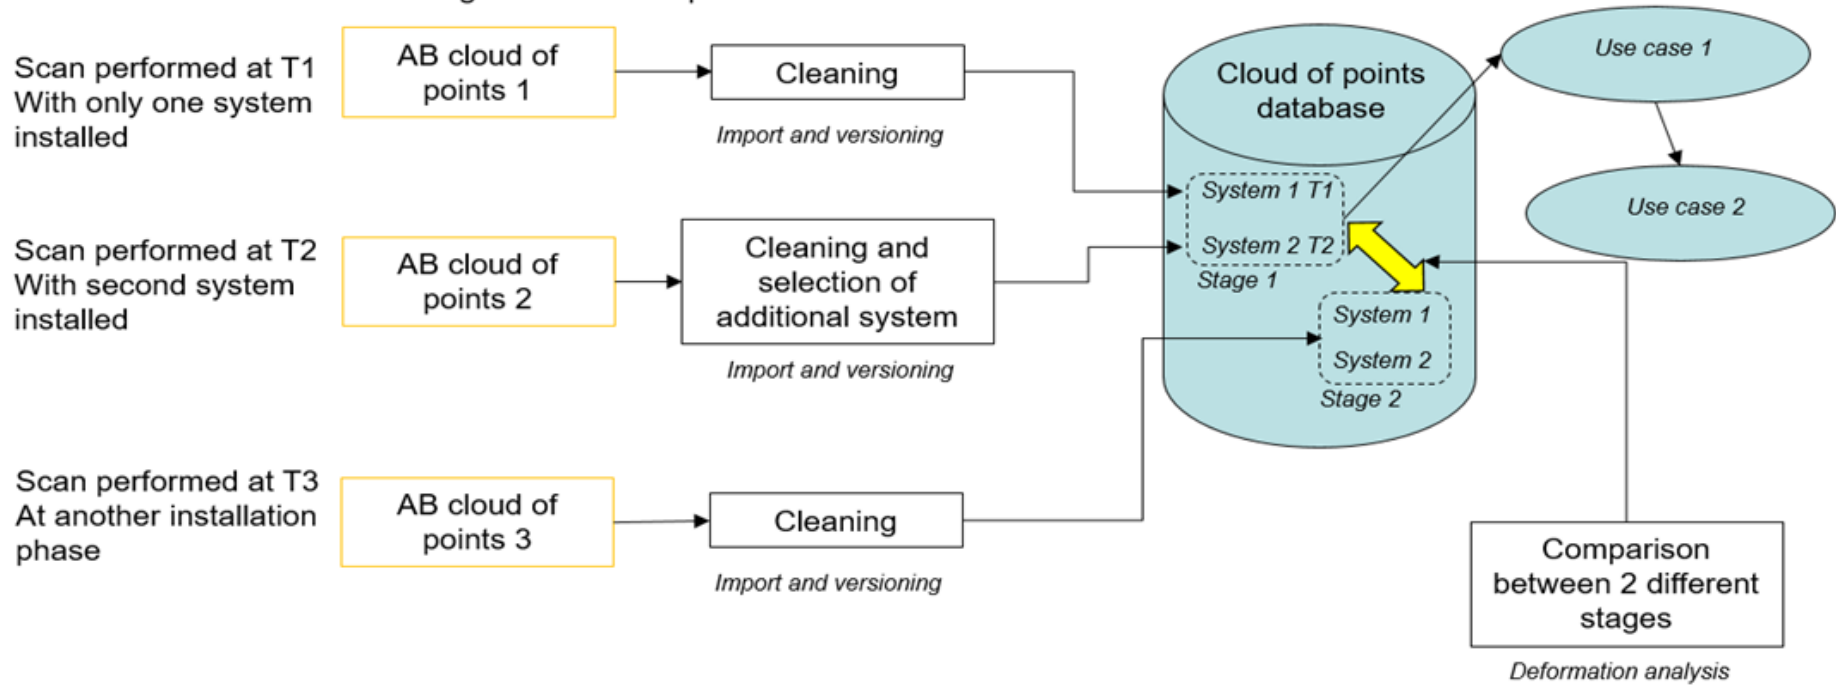 Scan performed at T1
With only one system
installed
AB cloud of
points 1
Cleaning
Import and versioning
Cloud of points
database
Use case 1
Use case 2
System 1 T1
System 2 T2
Stage 1
System 1
System 2
Stage 2
Scan performed at T2
With second system
installed
AB cloud of
points 2
Cleaning and
selection of
additional system
Import and versioning
Scan performed at T3
At another installation
phase
AB cloud of
points 3
Cleaning
Import and versioning
Comparison
between 2 different
stages
Deformation analysis